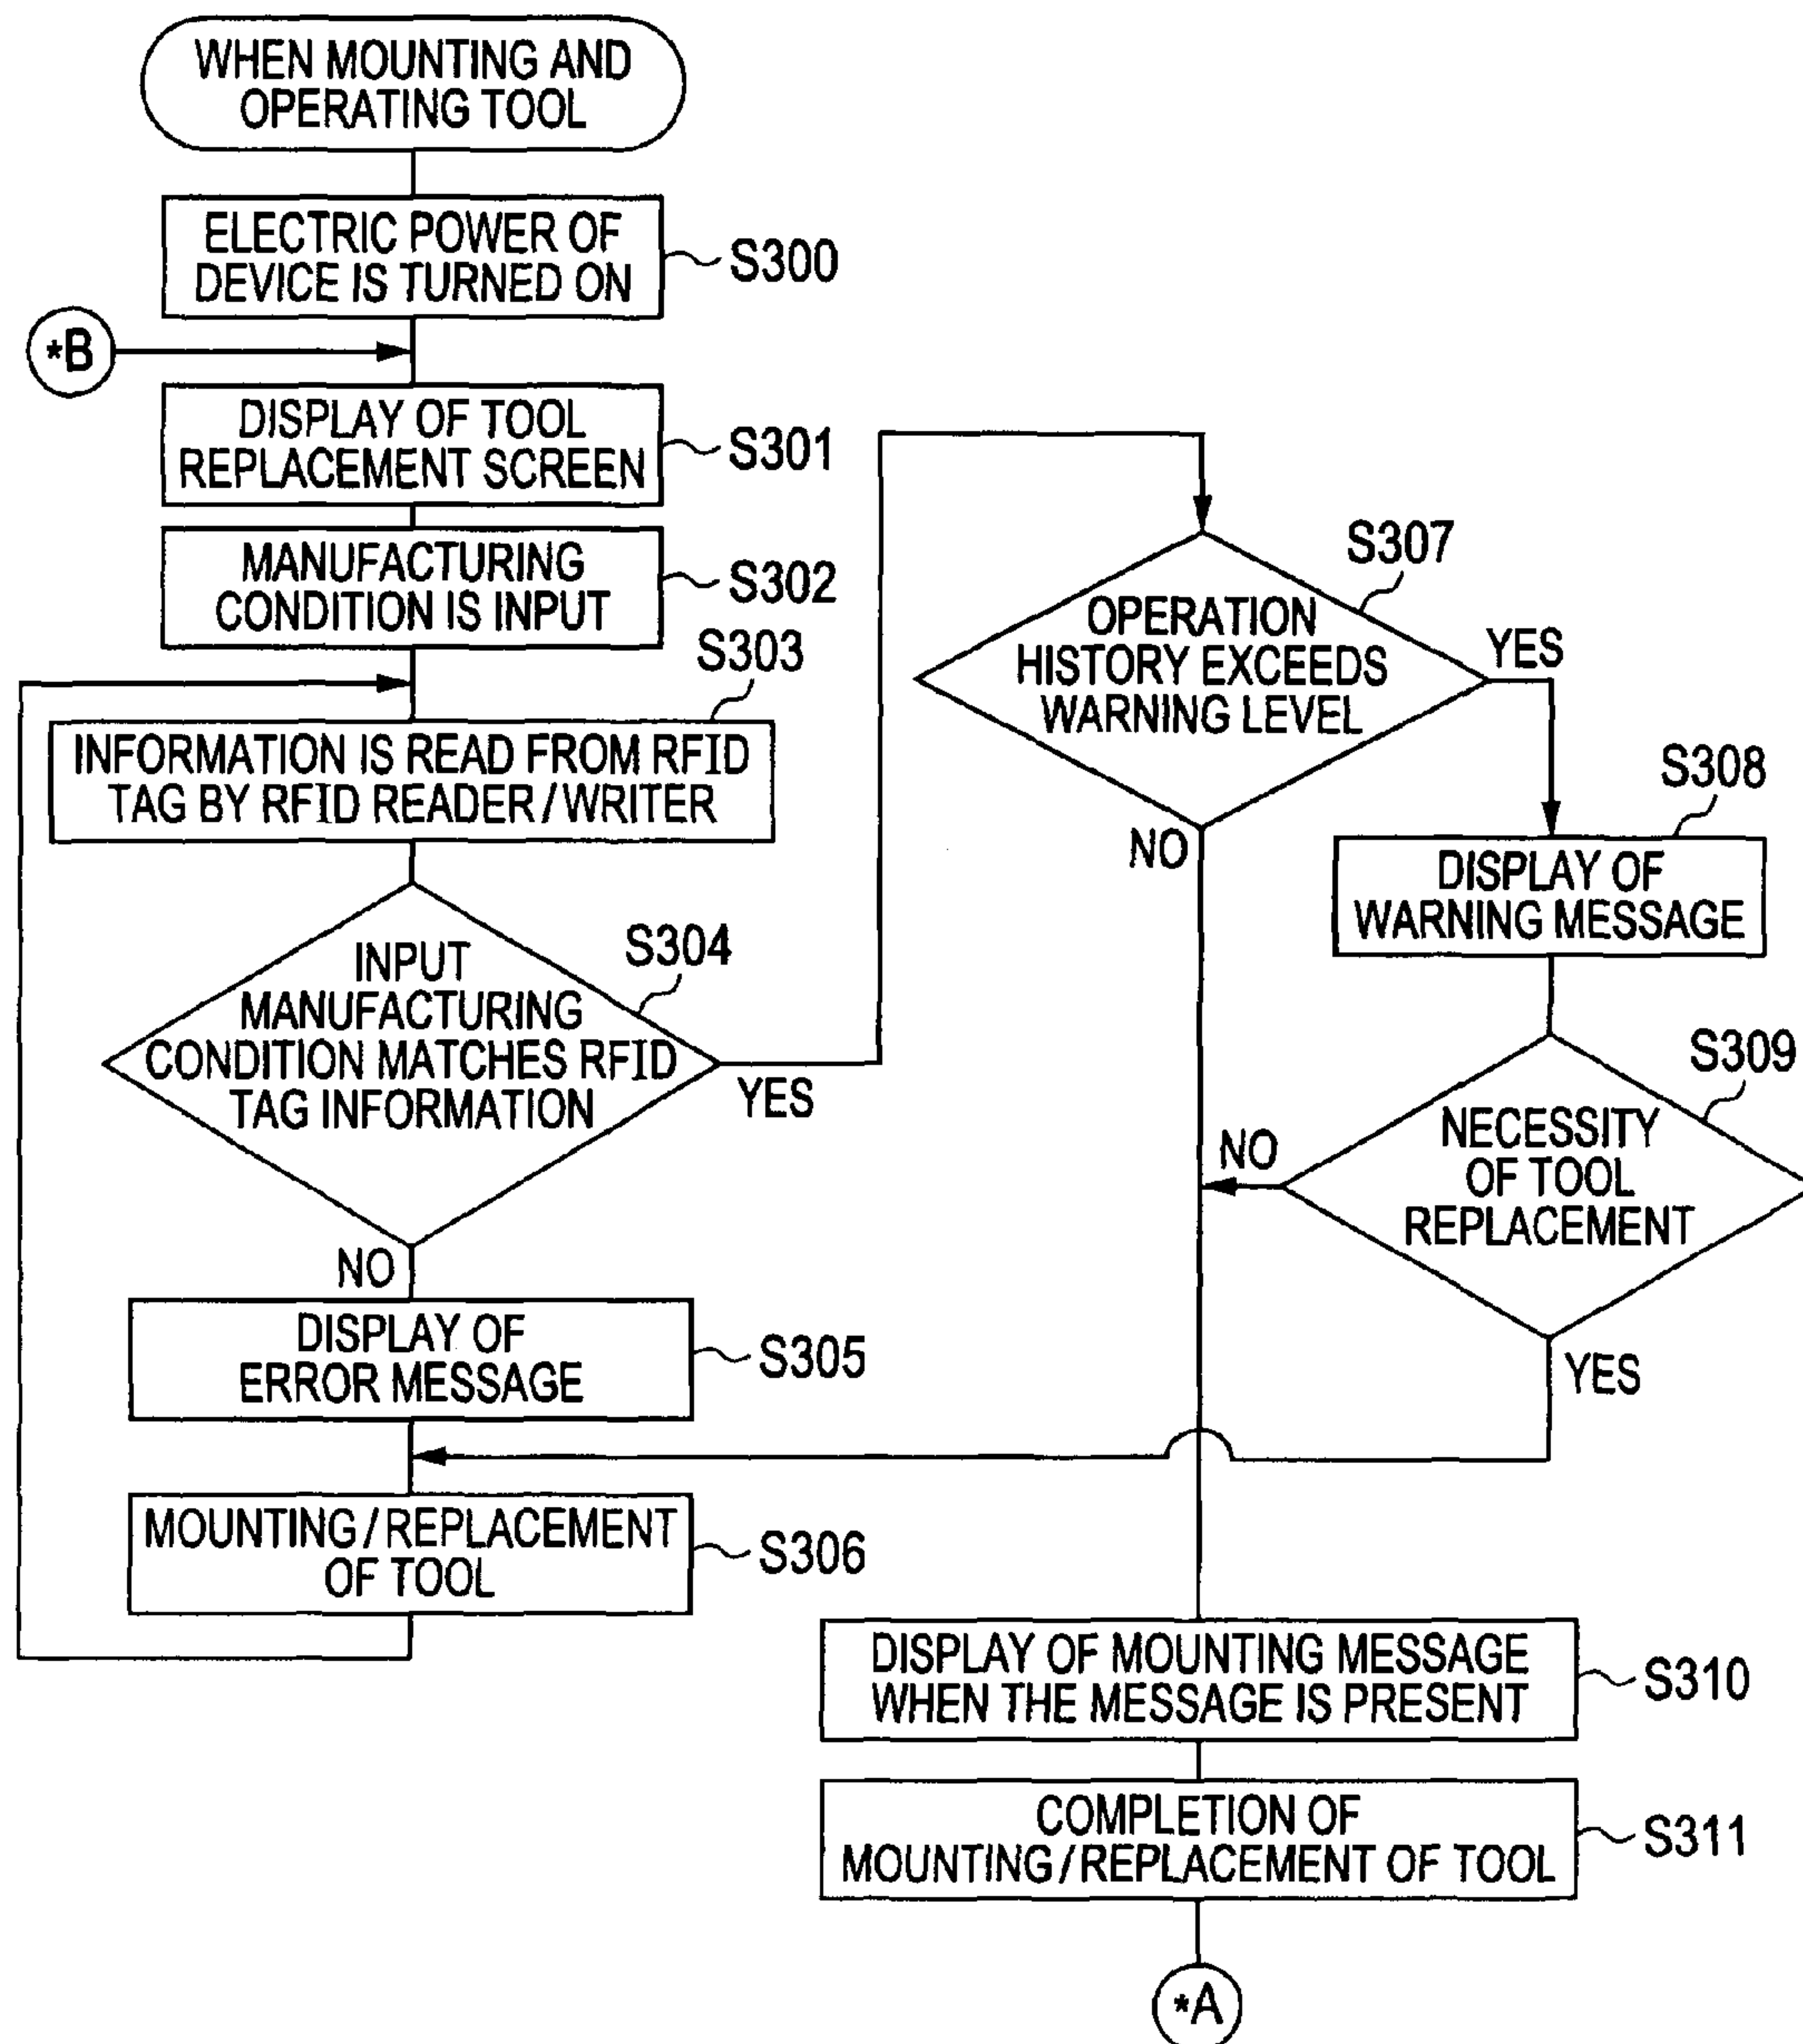 WHEN MOUNTING AND
OPERATING TOOL
ELECTRIC POWER OF
DEVICE IS TURNED ON
S300
*B
DISPLAY OF TOOL
REPLACEMENT SCREEN
S301
MANUFACTURING
CONDITION IS INPUT
S302
S303
INFORMATION IS READ FROM RFID
TAG BY RFID READER/WRITER
S304
INPUT
MANUFACTURING
CONDITION MATCHES RFID
TAG INFORMATION
YES
NO
DISPLAY OF
ERROR MESSAGE
S305
MOUNTING/REPLACEMENT
OF TOOL
S306
S307
OPERATION
HISTORY EXCEEDS
WARNING LEVEL
YES
NO
S308
DISPLAY OF
WARNING MESSAGE
S309
NECESSITY
OF TOOL
REPLACEMENT
NO
YES
DISPLAY OF MOUNTING MESSAGE
WHEN THE MESSAGE IS PRESENT
S310
COMPLETION OF
MOUNTING/REPLACEMENT OF TOOL
S311
*A